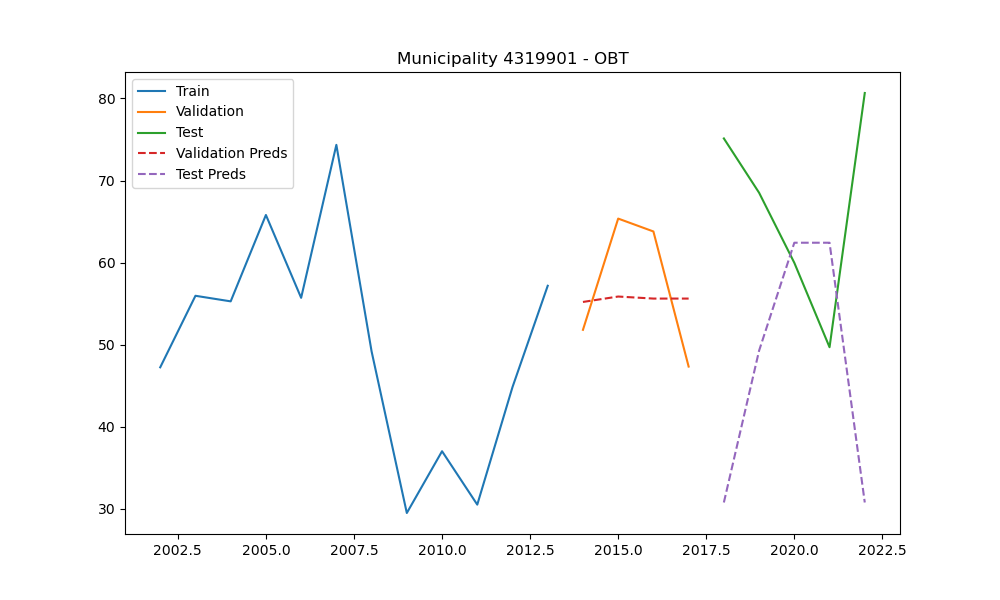 Municipality 4319901 - OBT
Train
Validation
Test
Validation Preds
Test Preds
80
70
60
50
40
30
2002.5 2005.0 2007.5 2010.0 2012.5 2015.0 2017.5 2020.0 2022.5